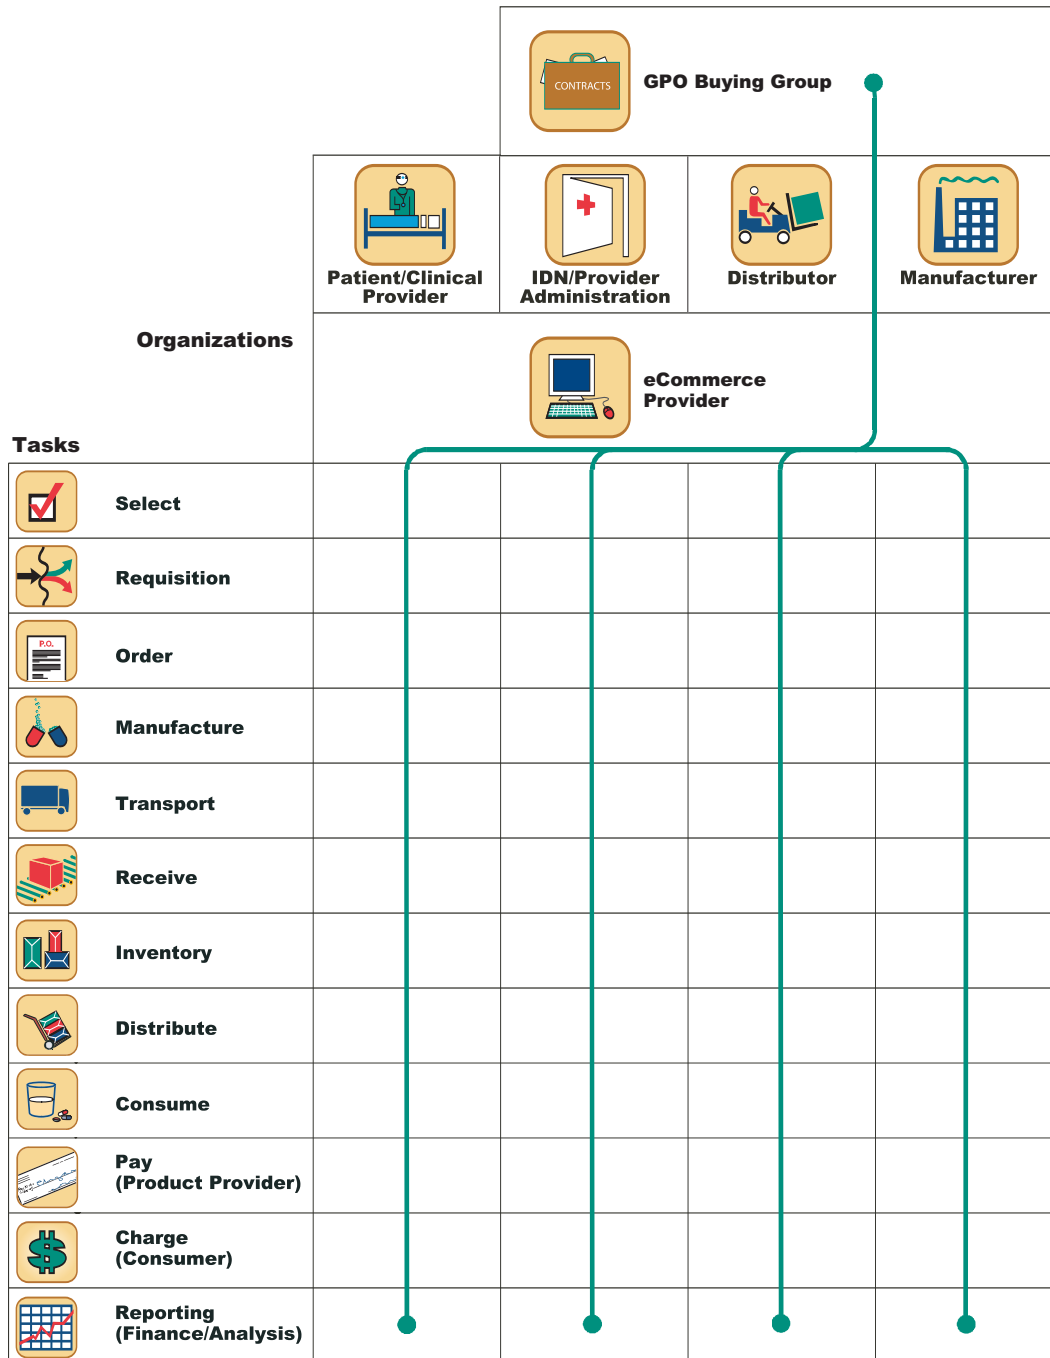 CONTRACTS
GPO Buying Group
Patient/Clinical
Provider
IDN/Provider
Administration
Distributor
Manufacturer
Organizations
eCommerce
Provider
Tasks
Select
Requisition
P.O.
Order
Manufacture
Transport
Receive
Inventory
Distribute
Consume
Pay
(Product Provider)
Charge
(Consumer)
$
Reporting
(Finance/Analysis)